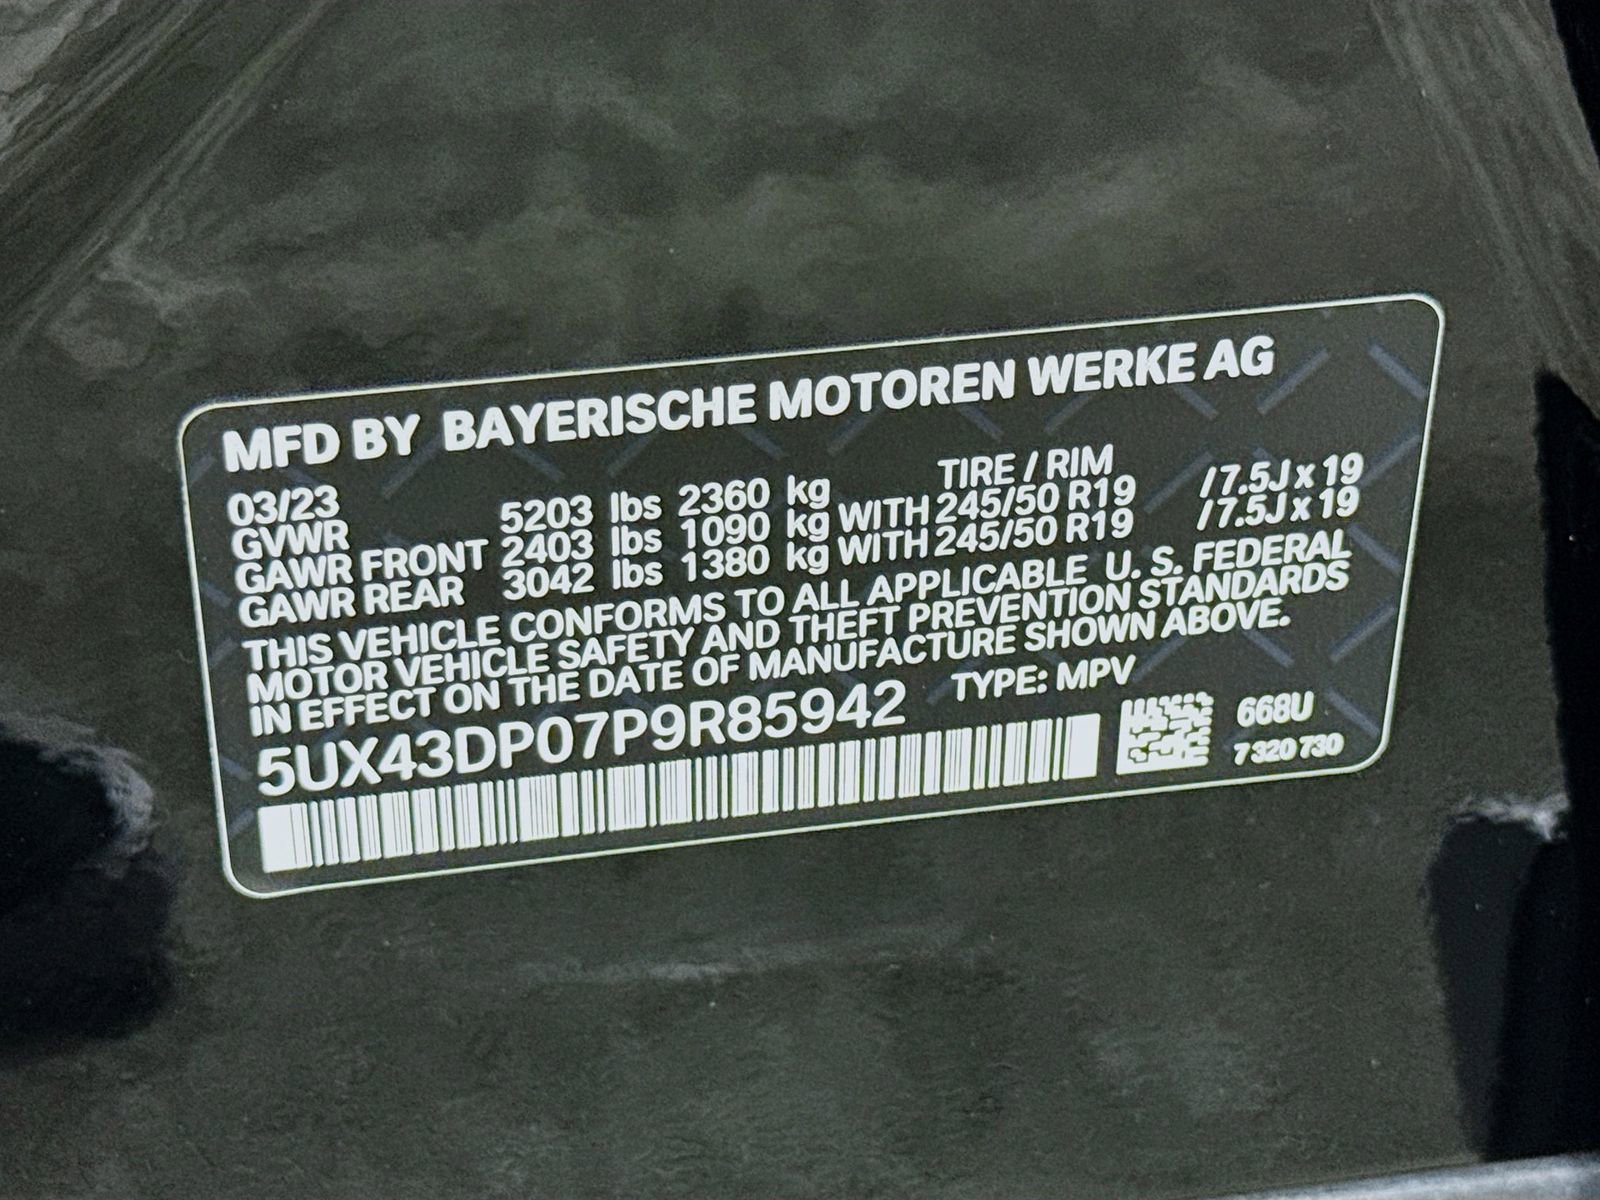 MFD BY BAYERISCHE MOTOREN WERKE AG
03/23 TIRE / RIM
GVWR 5203 lbs 2360 kg
GAWR FRONT 2403 lbs 1090 kg WITH 245/50 R19 /7.5J x 19
GAWR REAR 3042 lbs 1380 kg WITH 245/50 R19 /7.5J x 19
THIS VEHICLE CONFORMS TO ALL APPLICABLE U. S. FEDERAL
MOTOR VEHICLE SAFETY AND THEFT PREVENTION STANDARDS
IN EFFECT ON THE DATE OF MANUFACTURE SHOWN ABOVE.
5UX43DP07P9R85942 TYPE: MPV
668U
7 320 730